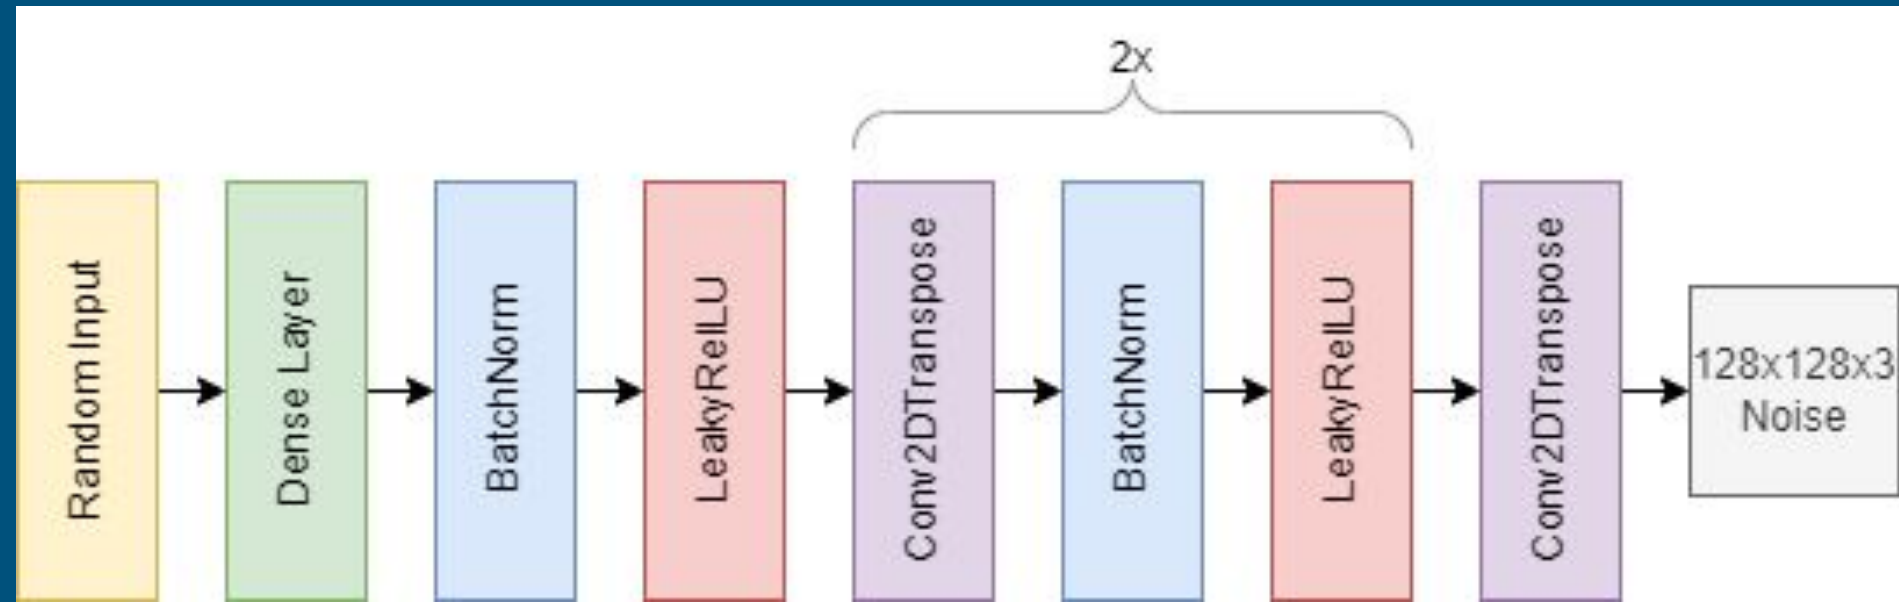 2x
Random Input
Dense Layer
BatchNorm
LeakyRelLU
Conv2DTranspose
BatchNorm
LeakyRelLU
Conv2DTranspose
128x128x3
Noise